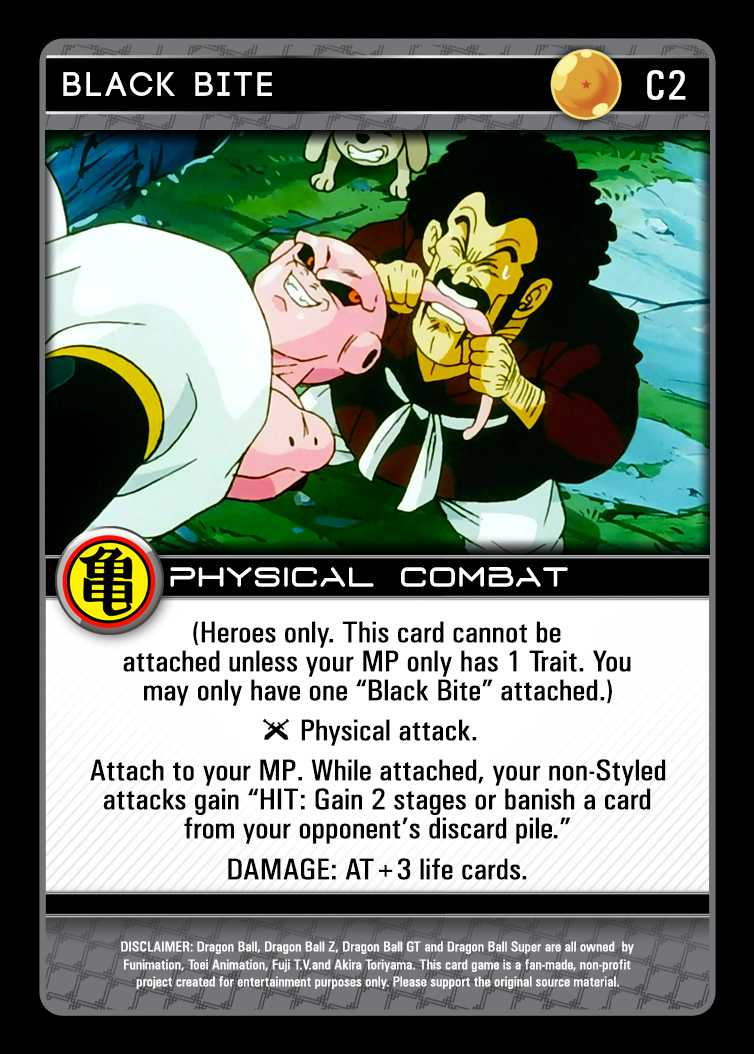 BLACK BITE
C2
亀
PHYSICAL COMBAT
(Heroes only. This card cannot be
attached unless your MP only has 1 Trait. You
may only have one “Black Bite” attached.)
Physical attack.
Attach to your MP. While attached, your non-Styled
attacks gain “HIT: Gain 2 stages or banish a card
from your opponent’s discard pile.”
DAMAGE: AT+3 life cards.
DISCLAIMER: Dragon Ball, Dragon Ball Z, Dragon Ball GT and Dragon Ball Super are all owned by
Funimation, Toei Animation, Fuji T.V.and Akira Toriyama. This card game is a fan-made, non-profit
project created for entertainment purposes only. Please support the original source material.